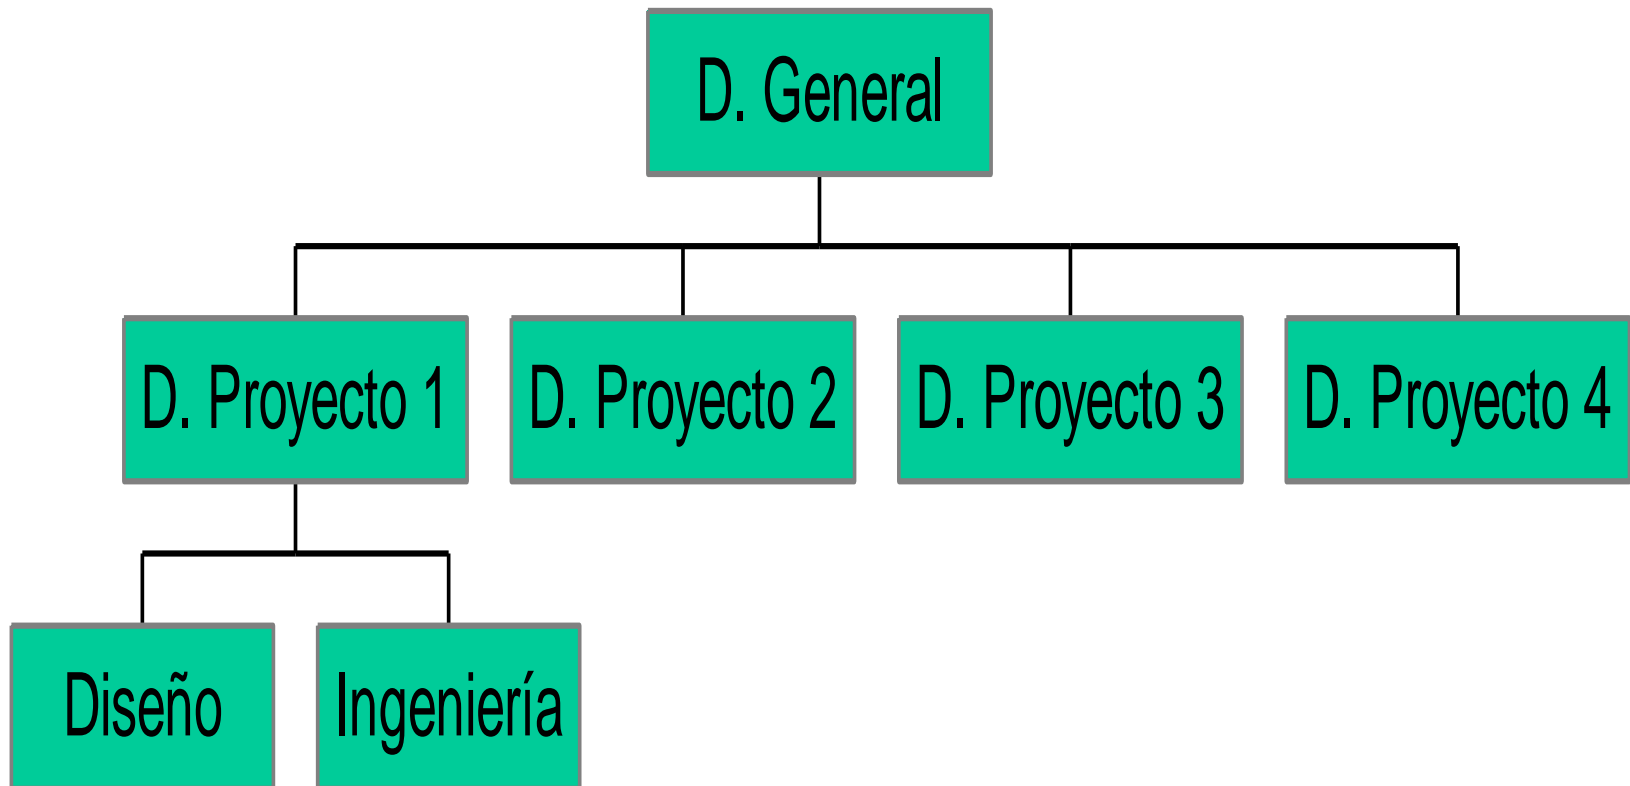 D. General
D. Proyecto 1
D. Proyecto 2
D. Proyecto 3
D. Proyecto 4
Diseño
Ingeniería